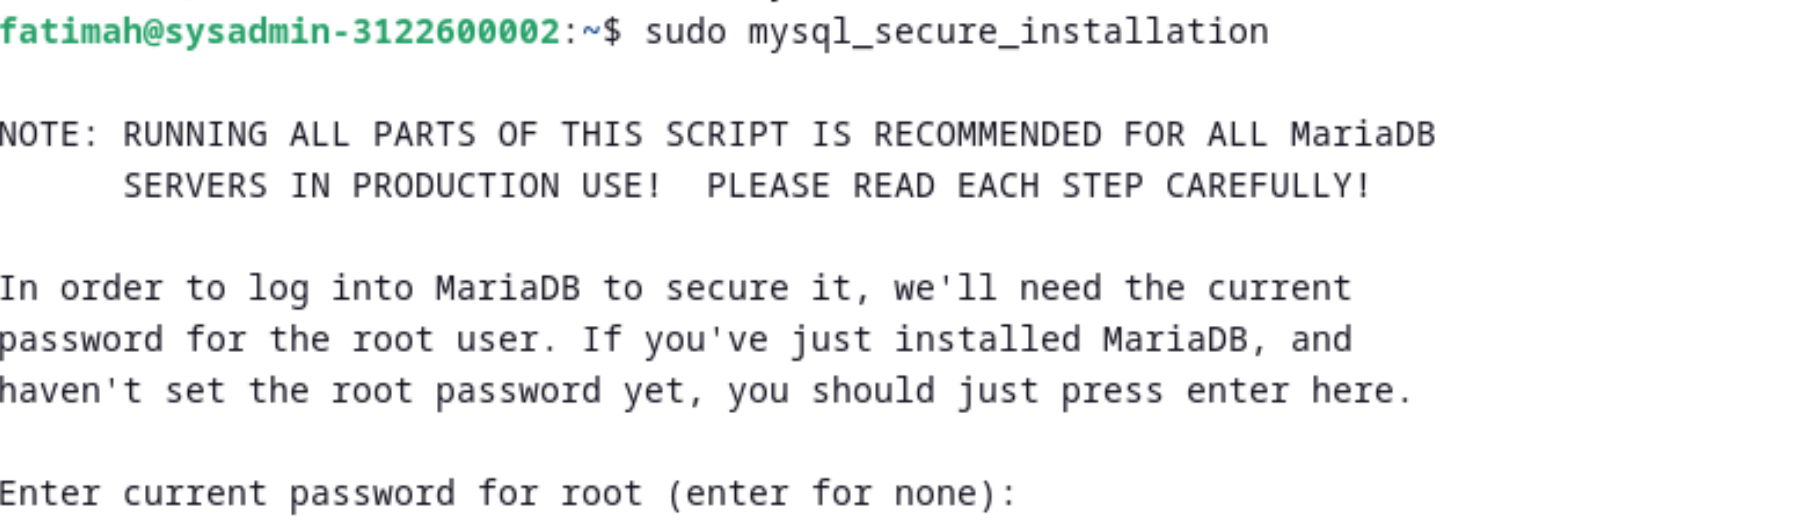 fatimah@sysadmin-3122600002:~$ sudo mysql_secure_installation
NOTE: RUNNING ALL PARTS OF THIS SCRIPT IS RECOMMENDED FOR ALL MariaDB
SERVERS IN PRODUCTION USE!  PLEASE READ EACH STEP CAREFULLY!
In order to log into MariaDB to secure it, we'll need the current
password for the root user. If you've just installed MariaDB, and
haven't set the root password yet, you should just press enter here.
Enter current password for root (enter for none):